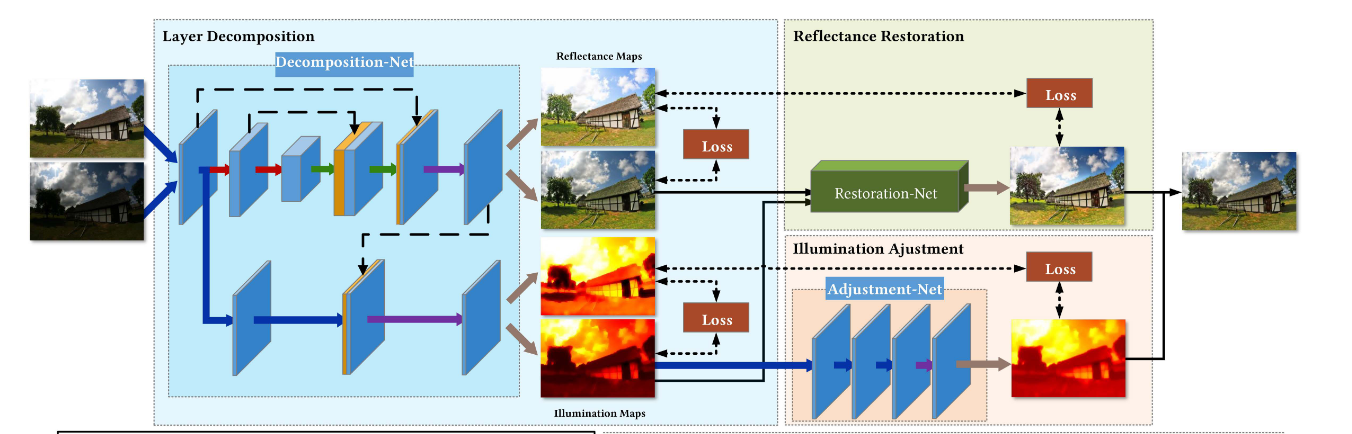 Layer Decomposition
Decomposition-Net
Reflectance Maps
Loss
Loss
Illumination Maps
Reflectance Restoration
Loss
Restoration-Net
Illumination Ajustment
Loss
Adjustment-Net